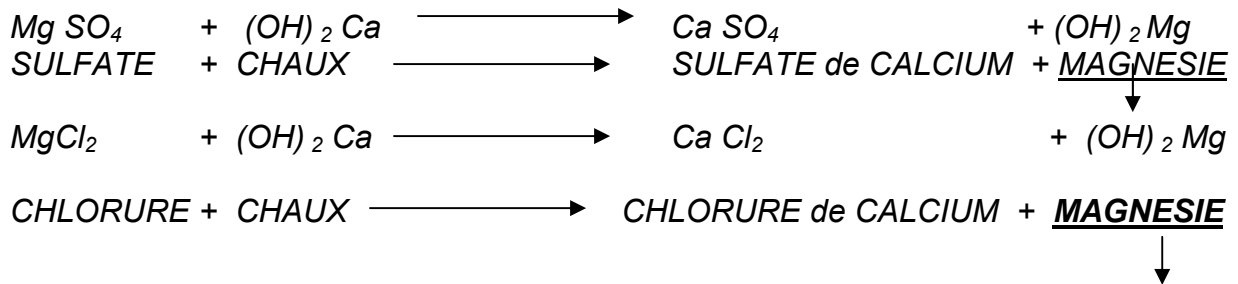 Mg SO₄ + (OH) ₂ Ca ⟶ Ca SO₄ + (OH) ₂ Mg
SULFATE + CHAUX ⟶ SULFATE de CALCIUM + MAGNESIE
MgCl₂ + (OH) ₂ Ca ⟶ Ca Cl₂ + (OH) ₂ Mg
CHLORURE + CHAUX ⟶ CHLORURE de CALCIUM + MAGNESIE